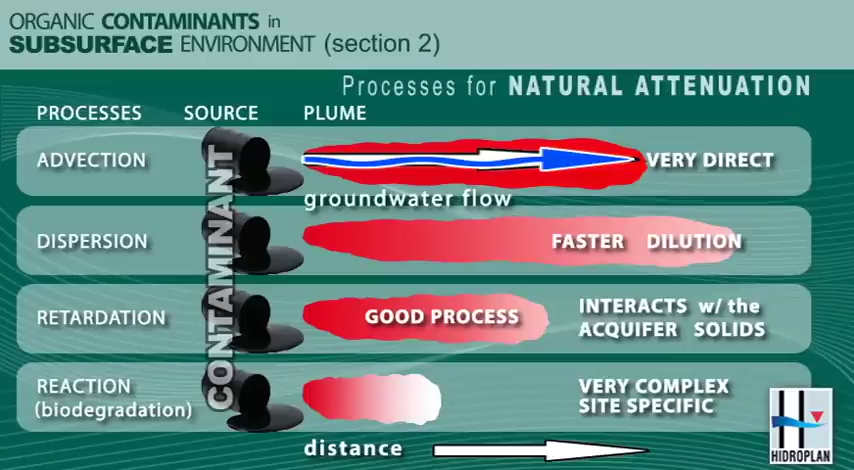 ORGANIC CONTAMINANTS in
SUBSURFACE ENVIRONMENT (section 2)
Processes for NATURAL ATTENUATION
PROCESSES SOURCE PLUME
CONTAMINANT
ADVECTION VERY DIRECT
groundwater flow
DISPERSION FASTER DILUTION
RETARDATION GOOD PROCESS INTERACTS w/ the
ACQUIFER SOLIDS
REACTION VERY COMPLEX
(biodegradation) SITE SPECIFIC
distance
HIDROPLAN